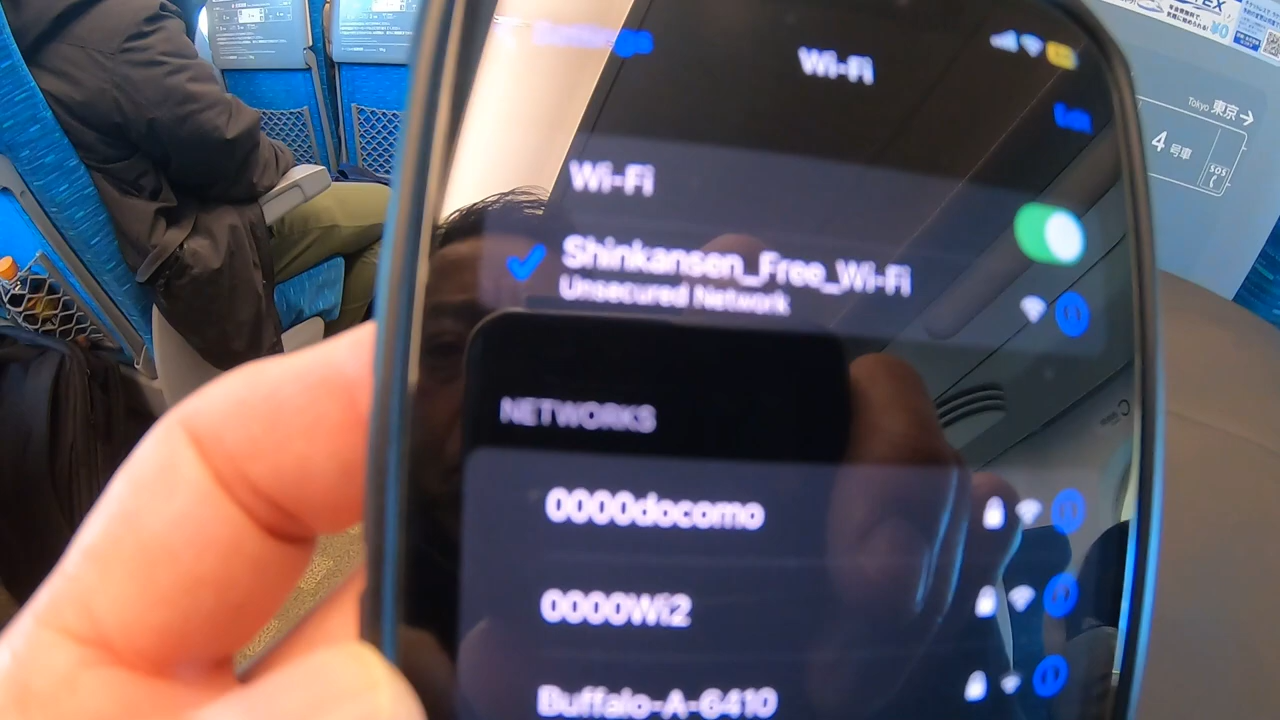 Wi-Fi
Wi-Fi
Shinkansen_Free_Wi-Fi
Unsecured Network
NETWORKS
0000docomo
0000Wi2
Buffalo-A-6410
Tokyo 東京
4 号車
SOS